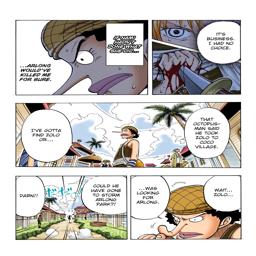 IT'S
BUSINESS.
I HAD NO
CHOICE.
...ARLONG
WOULD'VE
KILLED ME
FOR SURE.
THAT
OCTOPUS-
MAN SAID
HE TOOK
ZOLO TO
COCO
VILLAGE.
I'VE GOTTA
FIND ZOLO
OR...
WAIT...
ZOLO...
...WAS
LOOKING
FOR
ARLONG.
COULD HE
HAVE GONE
TO STORM
ARLONG
PARK?!
DARN!!